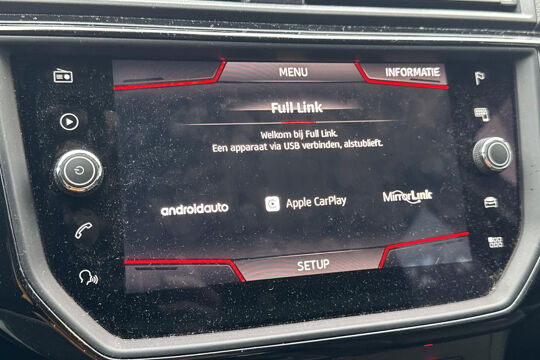 MENU
INFORMATIE
Full Link
Welkom bij Full Link.
Een apparaat via USB verbinden, alstublieft.
androidauto
Apple CarPlay
MirrorLink
SETUP